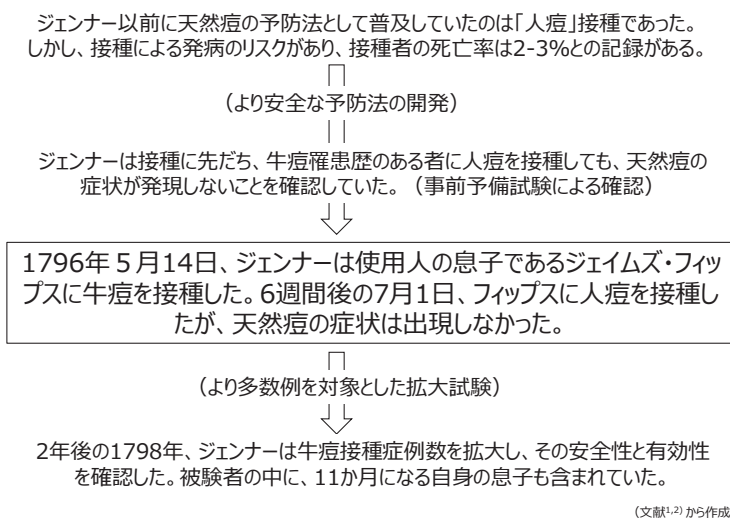 ジェンナー以前に天然痘の予防法として普及していたのは「人痘」接種であった。
しかし、接種による発病のリスクがあり、接種者の死亡率は2-3%との記録がある。
（より安全な予防法の開発）
ジェンナーは接種に先だち、牛痘罹患歴のある者に人痘を接種しても、天然痘の
症状が発現しないことを確認していた。（事前予備試験による確認）
1796年５月14日、ジェンナーは使用人の息子であるジェイムズ・フィッ
プスに牛痘を接種した。6週間後の7月1日、フィップスに人痘を接種し
たが、天然痘の症状は出現しなかった。
（より多数例を対象とした拡大試験）
2年後の1798年、ジェンナーは牛痘接種症例数を拡大し、その安全性と有効性
を確認した。被験者の中に、11か月になる自身の息子も含まれていた。
（文献1,2）から作成